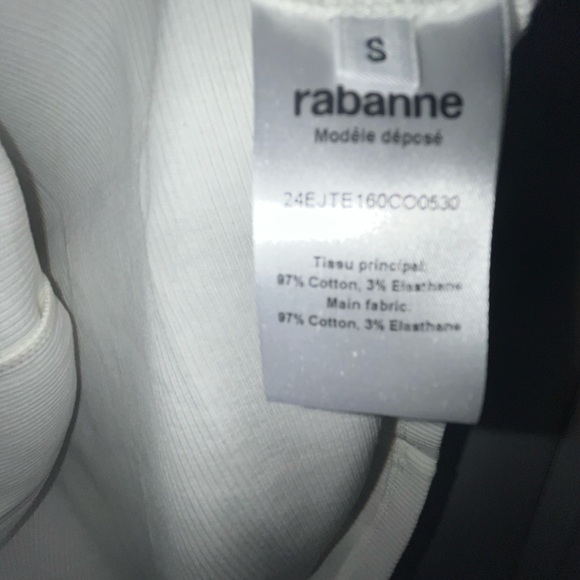 S
rabanne
Modèle déposé
24EJTE160CO0530
Tissu principal:
97% Cotton, 3% Elasthane
Main fabric:
97% Cotton, 3% Elasthane